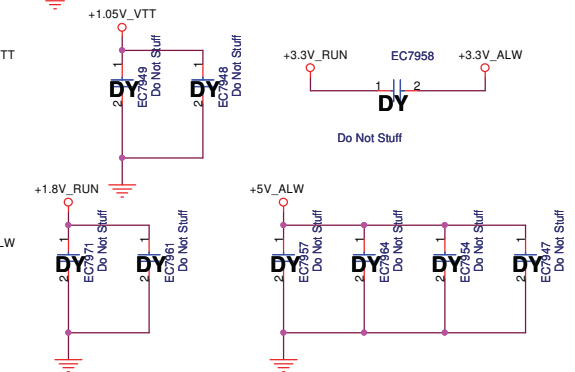 +1.05V_VTT
TT
1
DY
2
EC7949
Do Not Stuff
1
DY
2
EC7948
Do Not Stuff
+3.3V_RUN
EC7958
+3.3V_ALW
1
2
DY
Do Not Stuff
+1.8V_RUN
LW
1
DY
2
EC7971
Do Not Stuff
1
DY
2
EC7961
Do Not Stuff
+5V_ALW
1
DY
2
EC7957
Do Not Stuff
1
DY
2
EC7964
Do Not Stuff
1
DY
2
EC7954
Do Not Stuff
1
DY
2
EC7947
Do Not Stuff